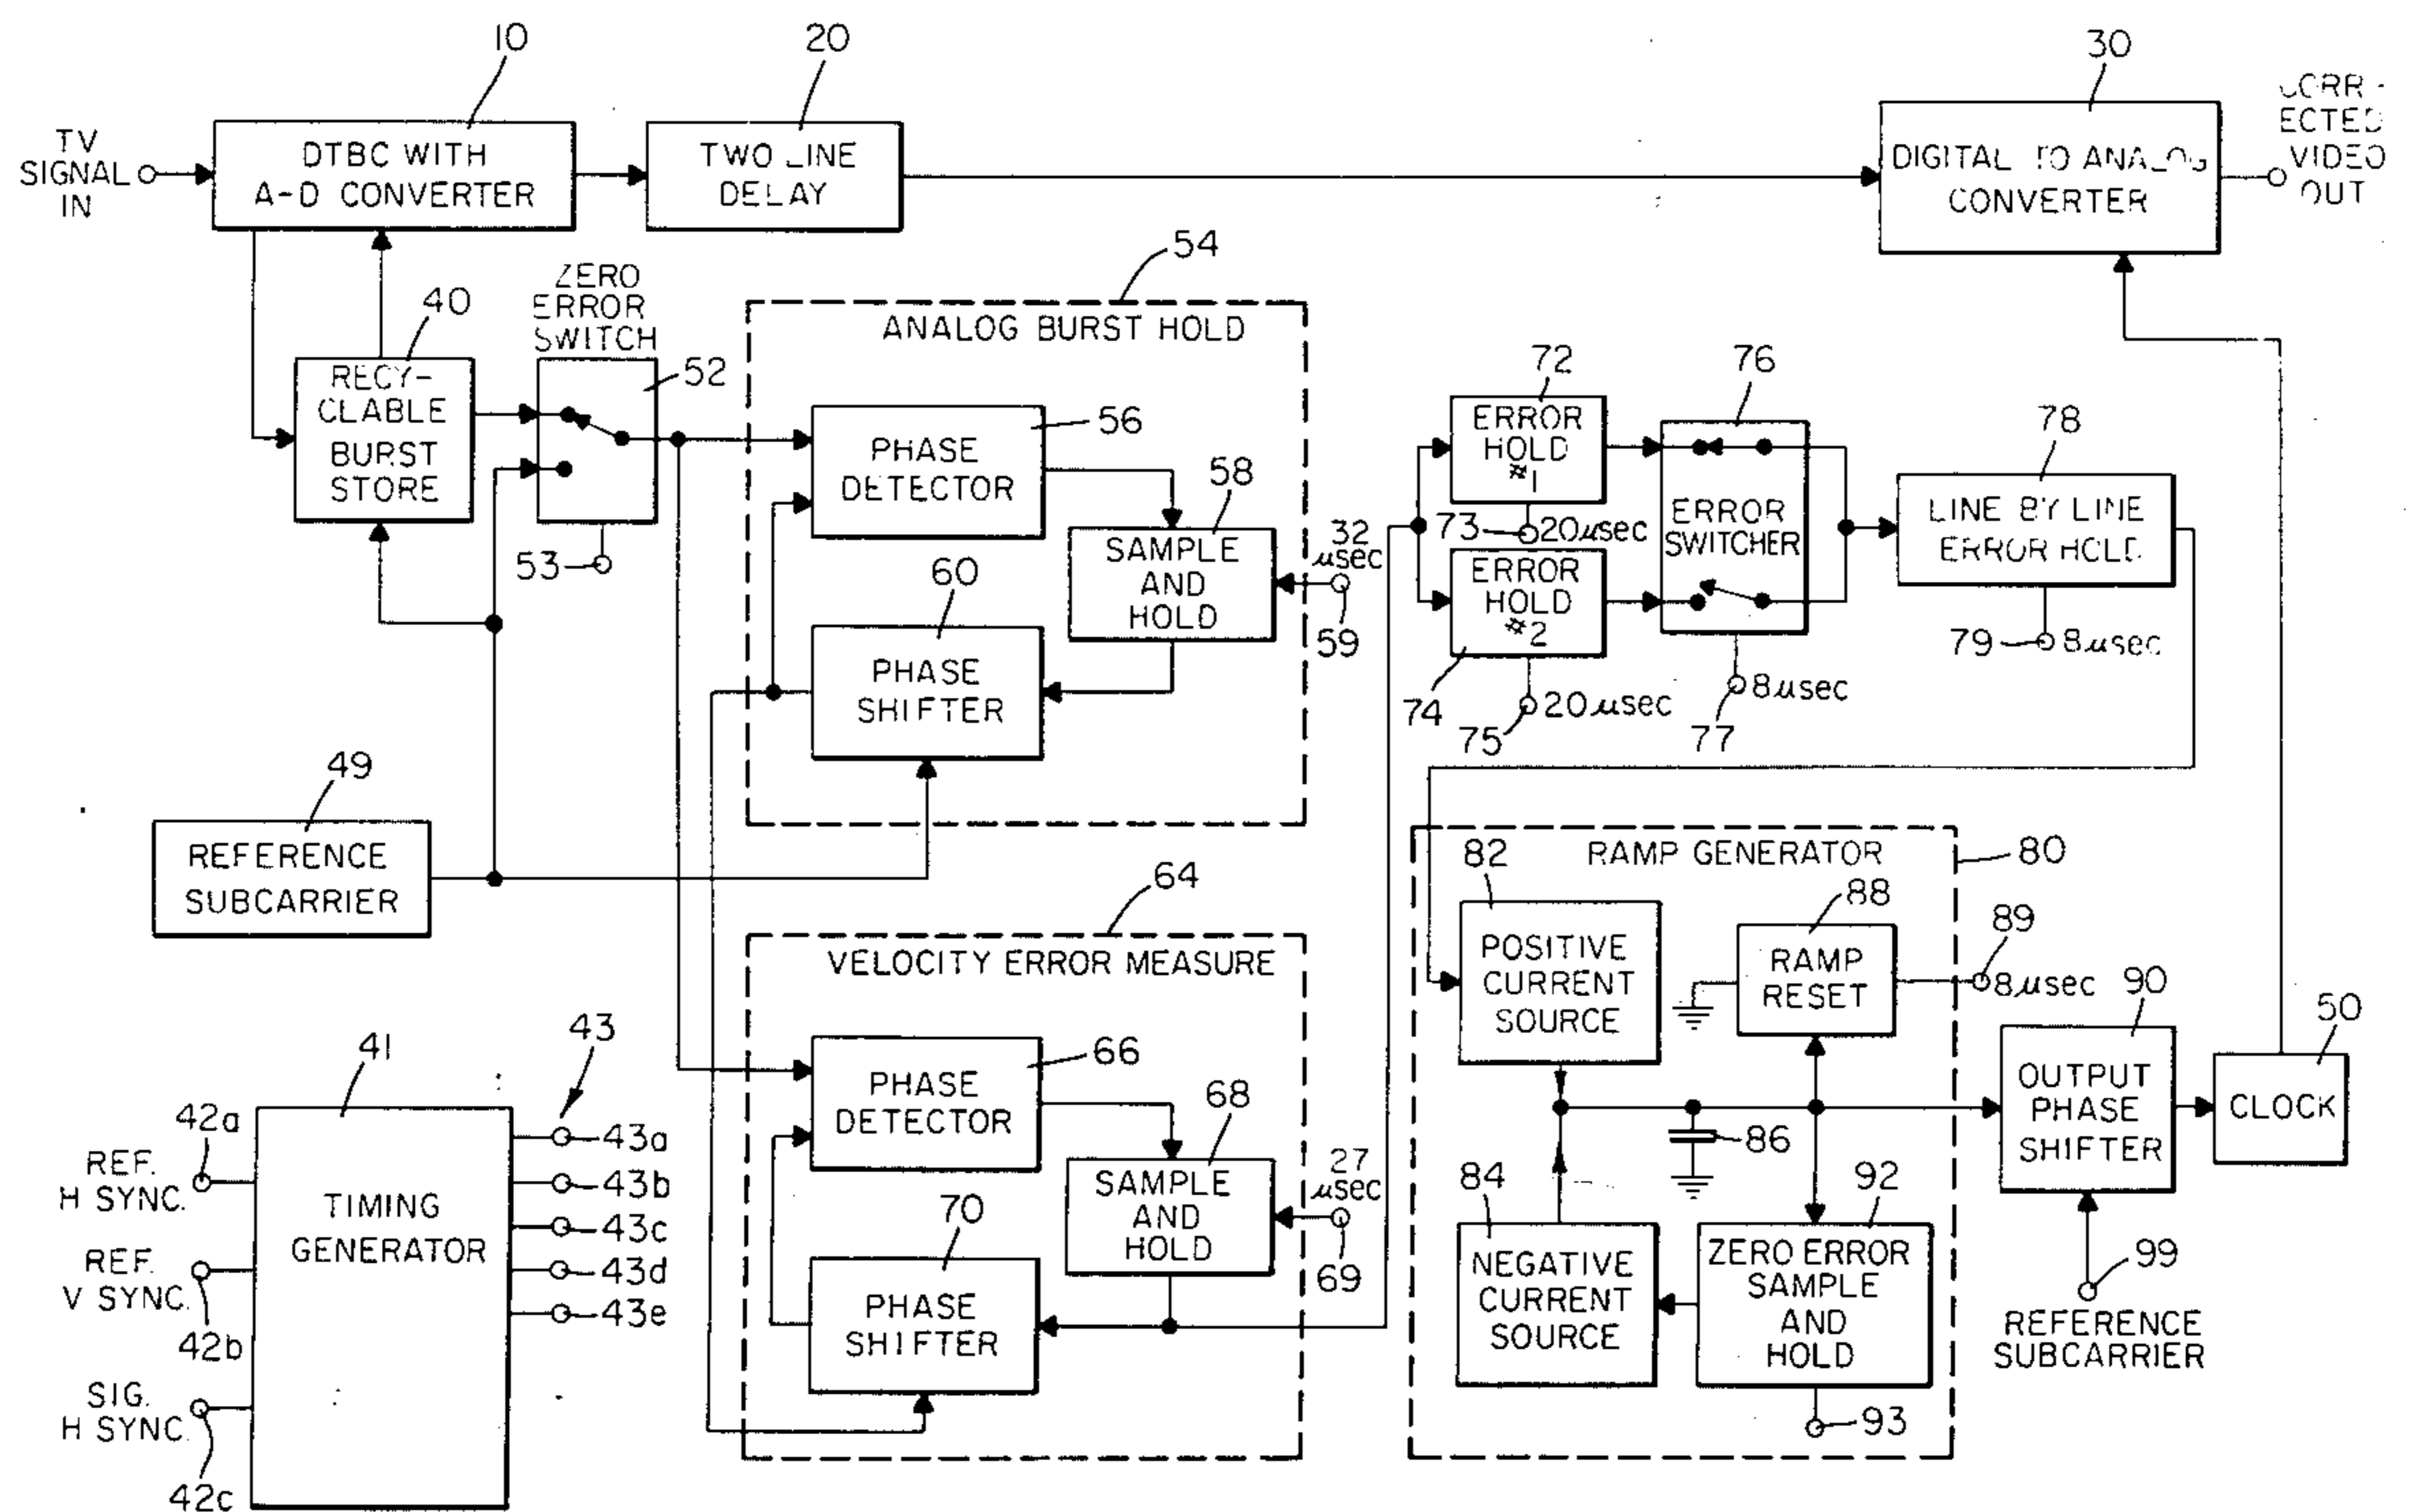 10
20
30
TV
SIGNAL
IN
DTBC WITH
A-D CONVERTER
TWO LINE
DELAY
DIGITAL TO ANALOG
CONVERTER
CORR-
ECTED
VIDEO
OUT
40
ZERO
ERROR
SWITCH
52
53
RECY-
CLABLE
BURST
STORE
54
ANALOG BURST HOLD
PHASE
DETECTOR
56
58
SAMPLE
AND
HOLD
32
µsec
59
60
PHASE
SHIFTER
72
ERROR
HOLD
#1
73
20µsec
ERROR
HOLD
#2
74
75
20µsec
76
ERROR
SWITCHER
77
8µsec
78
LINE BY LINE
ERROR HOLD
79
8µsec
49
REFERENCE
SUBCARRIER
64
VELOCITY ERROR MEASURE
PHASE
DETECTOR
66
68
SAMPLE
AND
HOLD
27
µsec
69
70
PHASE
SHIFTER
RAMP GENERATOR
80
82
POSITIVE
CURRENT
SOURCE
88
RAMP
RESET
89
8µsec
86
84
NEGATIVE
CURRENT
SOURCE
92
ZERO ERROR
SAMPLE
AND
HOLD
93
90
OUTPUT
PHASE
SHIFTER
50
CLOCK
99
REFERENCE
SUBCARRIER
41
TIMING
GENERATOR
42a
REF.
H SYNC.
REF.
V SYNC.
42b
SIG.
H SYNC.
42c
43
43a
43b
43c
43d
43e